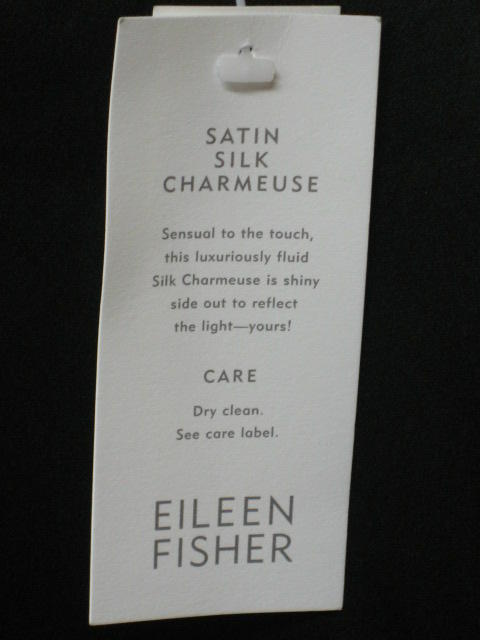 SATIN
SILK
CHARMEUSE
Sensual to the touch,
this luxuriously fluid
Silk Charmeuse is shiny
side out to reflect
the light—yours!
CARE
Dry clean.
See care label.
EILEEN
FISHER